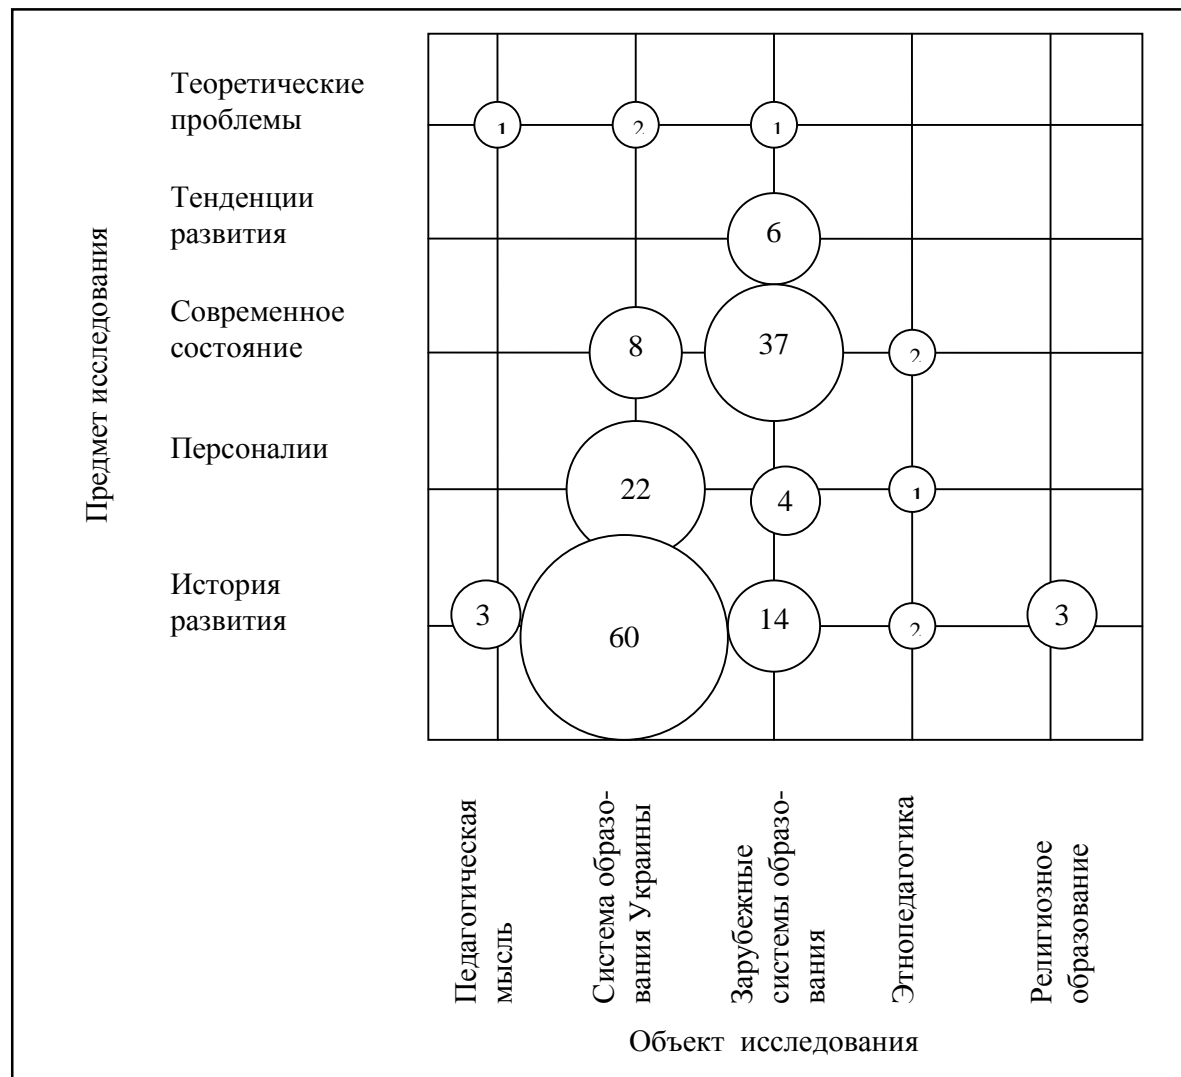 Теоретические
проблемы
1 2 1
Тенденции
развития
6
Современное
состояние
8 37 2
Персоналии
22 4 1
История
развития
3 60 14 2 3
Предмет исследования
Педагогическая
мысль
Система образо-
вания Украины
Зарубежные
системы образо-
вания
Этнопедагогика
Религиозное
образование
Объект исследования